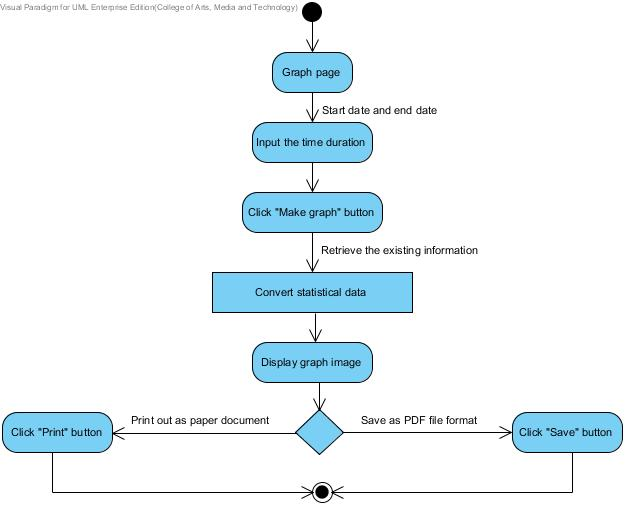 Visual Paradigm for UML Enterprise Edition(College of Arts, Media and Technology)
Graph page
Start date and end date
Input the time duration
Click "Make graph" button
Retrieve the existing information
Convert statistical data
Display graph image
Print out as paper document
Save as PDF file format
Click "Print" button
Click "Save" button